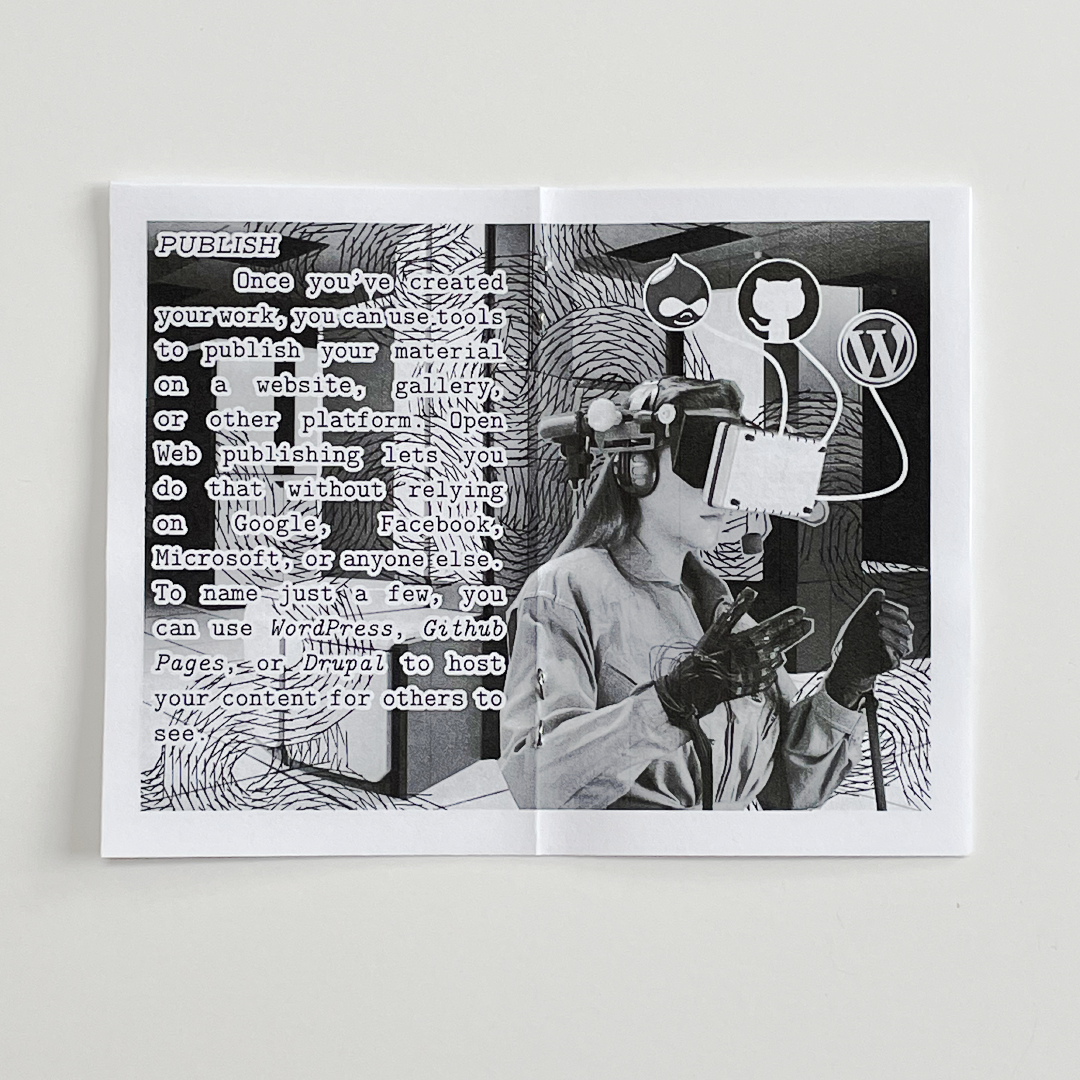 PUBLISH
Once you've created
your work, you can use tools
to publish your material
on a website, gallery,
or other platform. Open
Web publishing lets you
do that without relying
on Google, Facebook,
Microsoft, or anyone else.
To name just a few, you
can use WordPress, Github
Pages, or Drupal to host
your content for others to
see.
W